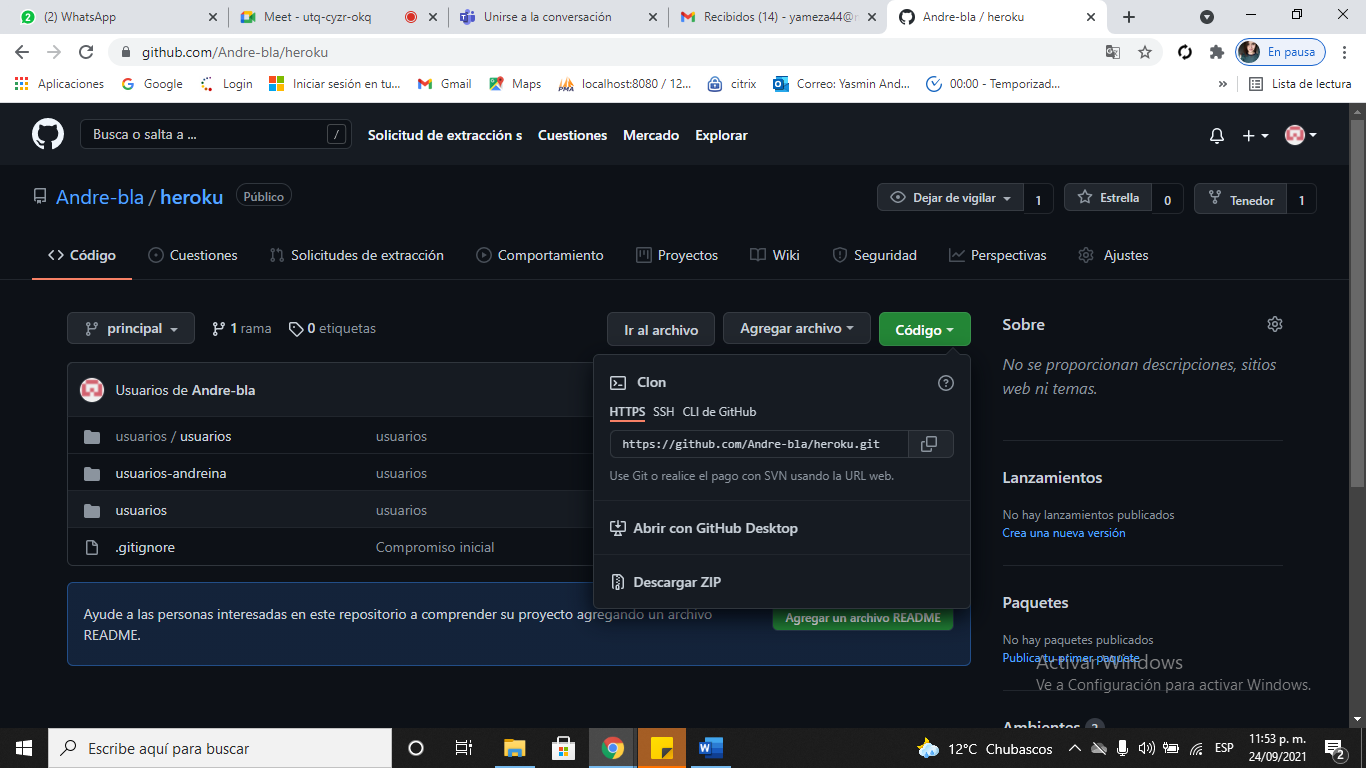 (2) WhatsApp
Meet - utq-cyzr-okq
Unirse a la conversación
Recibidos (14) - yameza44@
Andre-bla / heroku
github.com/Andre-bla/heroku
En pausa
Aplicaciones
Google
Login
Iniciar sesión en tu...
Gmail
Maps
localhost:8080 / 12...
citrix
Correo: Yasmin And...
00:00 - Temporizad...
»
Lista de lectura
Busca o salta a ...
/
Solicitud de extracción s
Cuestiones
Mercado
Explorar
Andre-bla / heroku
Público
Dejar de vigilar
1
Estrella
0
Tenedor
1
Código
Cuestiones
Solicitudes de extracción
Comportamiento
Proyectos
Wiki
Seguridad
Perspectivas
Ajustes
principal
1 rama
0 etiquetas
Ir al archivo
Agregar archivo
Código
Sobre
No se proporcionan descripciones, sitios
web ni temas.
Usuarios de Andre-bla
usuarios / usuarios
usuarios
usuarios-andreina
usuarios
usuarios
usuarios
.gitignore
Compromiso inicial
Clon
HTTPS
SSH
CLI de GitHub
https://github.com/Andre-bla/heroku.git
Use Git o realice el pago con SVN usando la URL web.
Abrir con GitHub Desktop
Descargar ZIP
Ayude a las personas interesadas en este repositorio a comprender su proyecto agregando un archivo
README.
Agregar un archivo README
Lanzamientos
No hay lanzamientos publicados
Crea una nueva versión
Paquetes
No hay paquetes publicados
Publica tu primer paquete
Activar Windows
Ve a Configuración para activar Windows.
Ambientes 2
Escribe aquí para buscar
12°C Chubascos
ESP
11:53 p. m.
24/09/2021
2